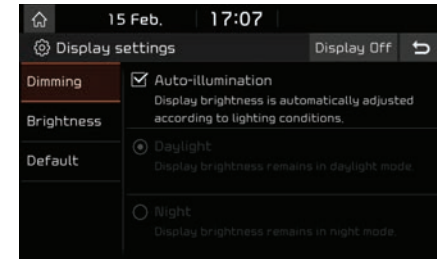 15 Feb. 17:07
Display settings Display Off
Dimming
Auto-illumination
Display brightness is automatically adjusted
according to lighting conditions.
Brightness
Daylight
Display brightness remains in daylight mode.
Default
Night
Display brightness remains in night mode.